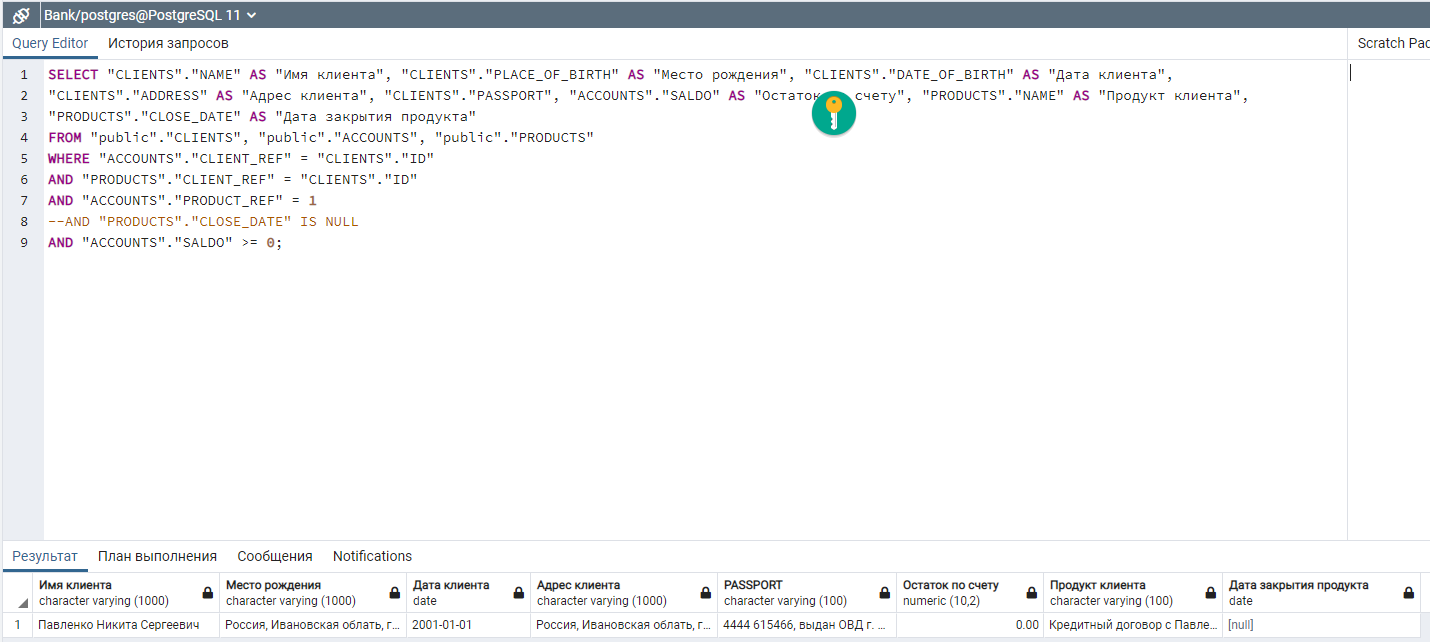 Bank/postgres@PostgreSQL 11
Query Editor История запросов Scratch Pad
1 SELECT "CLIENTS"."NAME" AS "Имя клиента", "CLIENTS"."PLACE_OF_BIRTH" AS "Место рождения", "CLIENTS"."DATE_OF_BIRTH" AS "Дата клиента",
2 "CLIENTS"."ADDRESS" AS "Адрес клиента", "CLIENTS"."PASSPORT", "ACCOUNTS"."SALDO" AS "Остаток счету", "PRODUCTS"."NAME" AS "Продукт клиента",
3 "PRODUCTS"."CLOSE_DATE" AS "Дата закрытия продукта"
4 FROM "public"."CLIENTS", "public"."ACCOUNTS", "public"."PRODUCTS"
5 WHERE "ACCOUNTS"."CLIENT_REF" = "CLIENTS"."ID"
6 AND "PRODUCTS"."CLIENT_REF" = "CLIENTS"."ID"
7 AND "ACCOUNTS"."PRODUCT_REF" = 1
8 --AND "PRODUCTS"."CLOSE_DATE" IS NULL
9 AND "ACCOUNTS"."SALDO" >= 0;
Результат План выполнения Сообщения Notifications
Имя клиента Место рождения Дата клиента Адрес клиента PASSPORT Остаток по счету Продукт клиента Дата закрытия продукта
character varying (1000) character varying (1000) date character varying (1000) character varying (100) numeric (10,2) character varying (100) date
1 Павленко Никита Сергеевич Россия, Ивановская облать, г... 2001-01-01 Россия, Ивановская облать, г... 4444 615466, выдан ОВД г. ... 0.00 Кредитный договор с Павле... [null]